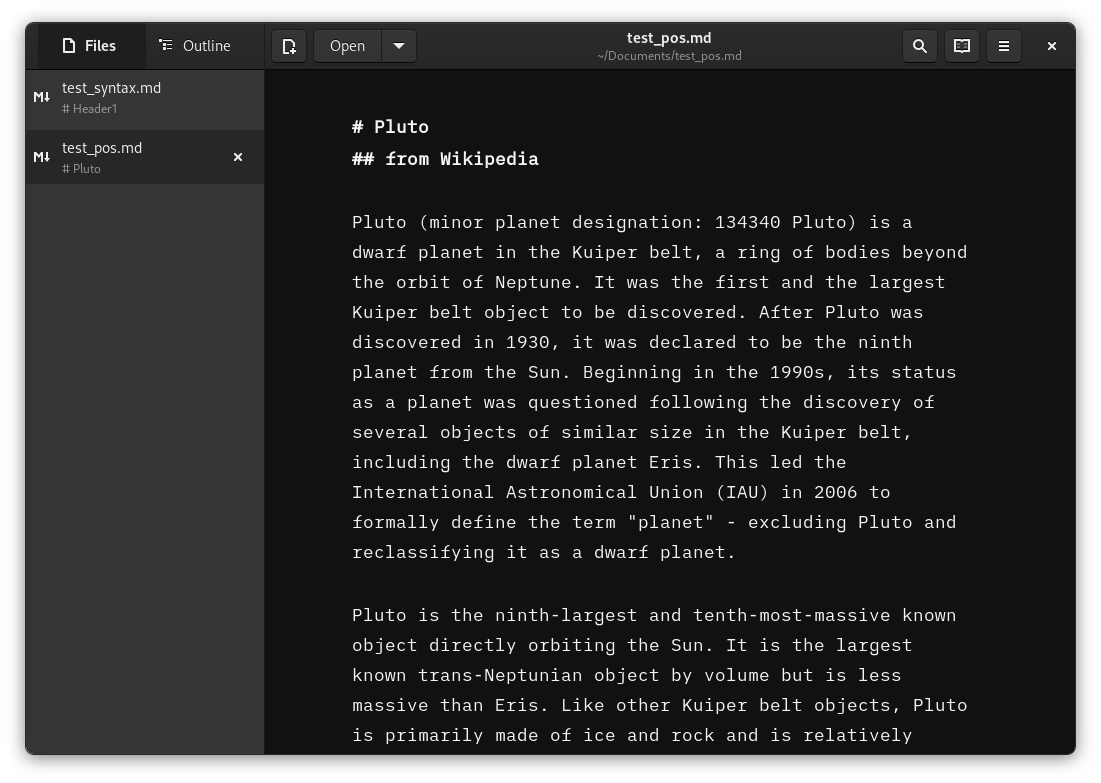 Files
Outline
Open
test_pos.md
~/Documents/test_pos.md
M↓ test_syntax.md
# Header1
M↓ test_pos.md
# Pluto
# Pluto
## from Wikipedia
Pluto (minor planet designation: 134340 Pluto) is a
dwarf planet in the Kuiper belt, a ring of bodies beyond
the orbit of Neptune. It was the first and the largest
Kuiper belt object to be discovered. After Pluto was
discovered in 1930, it was declared to be the ninth
planet from the Sun. Beginning in the 1990s, its status
as a planet was questioned following the discovery of
several objects of similar size in the Kuiper belt,
including the dwarf planet Eris. This led the
International Astronomical Union (IAU) in 2006 to
formally define the term "planet" - excluding Pluto and
reclassifying it as a dwarf planet.
Pluto is the ninth-largest and tenth-most-massive known
object directly orbiting the Sun. It is the largest
known trans-Neptunian object by volume but is less
massive than Eris. Like other Kuiper belt objects, Pluto
is primarily made of ice and rock and is relatively